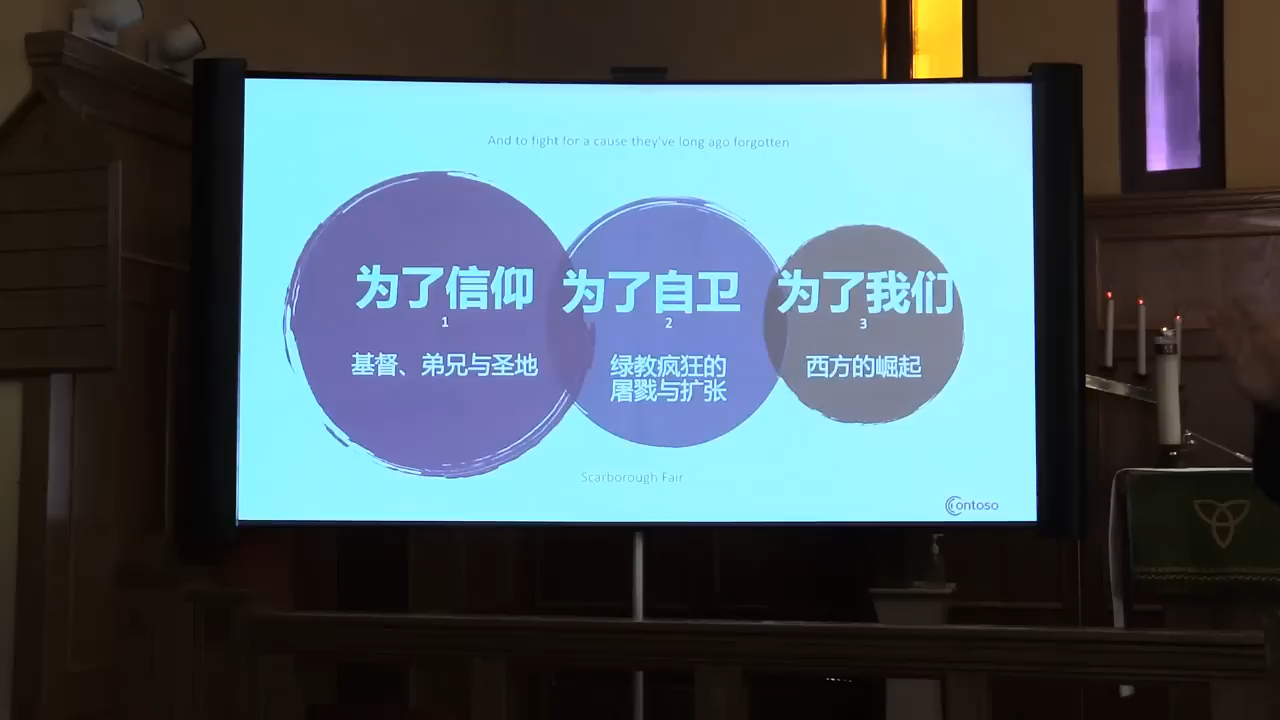 And to fight for a cause they've long ago forgotten
为了信仰
1
基督、弟兄与圣地
为了自卫
2
绿教疯狂的
屠戮与扩张
为了我们
3
西方的崛起
Scarborough Fair
Contoso